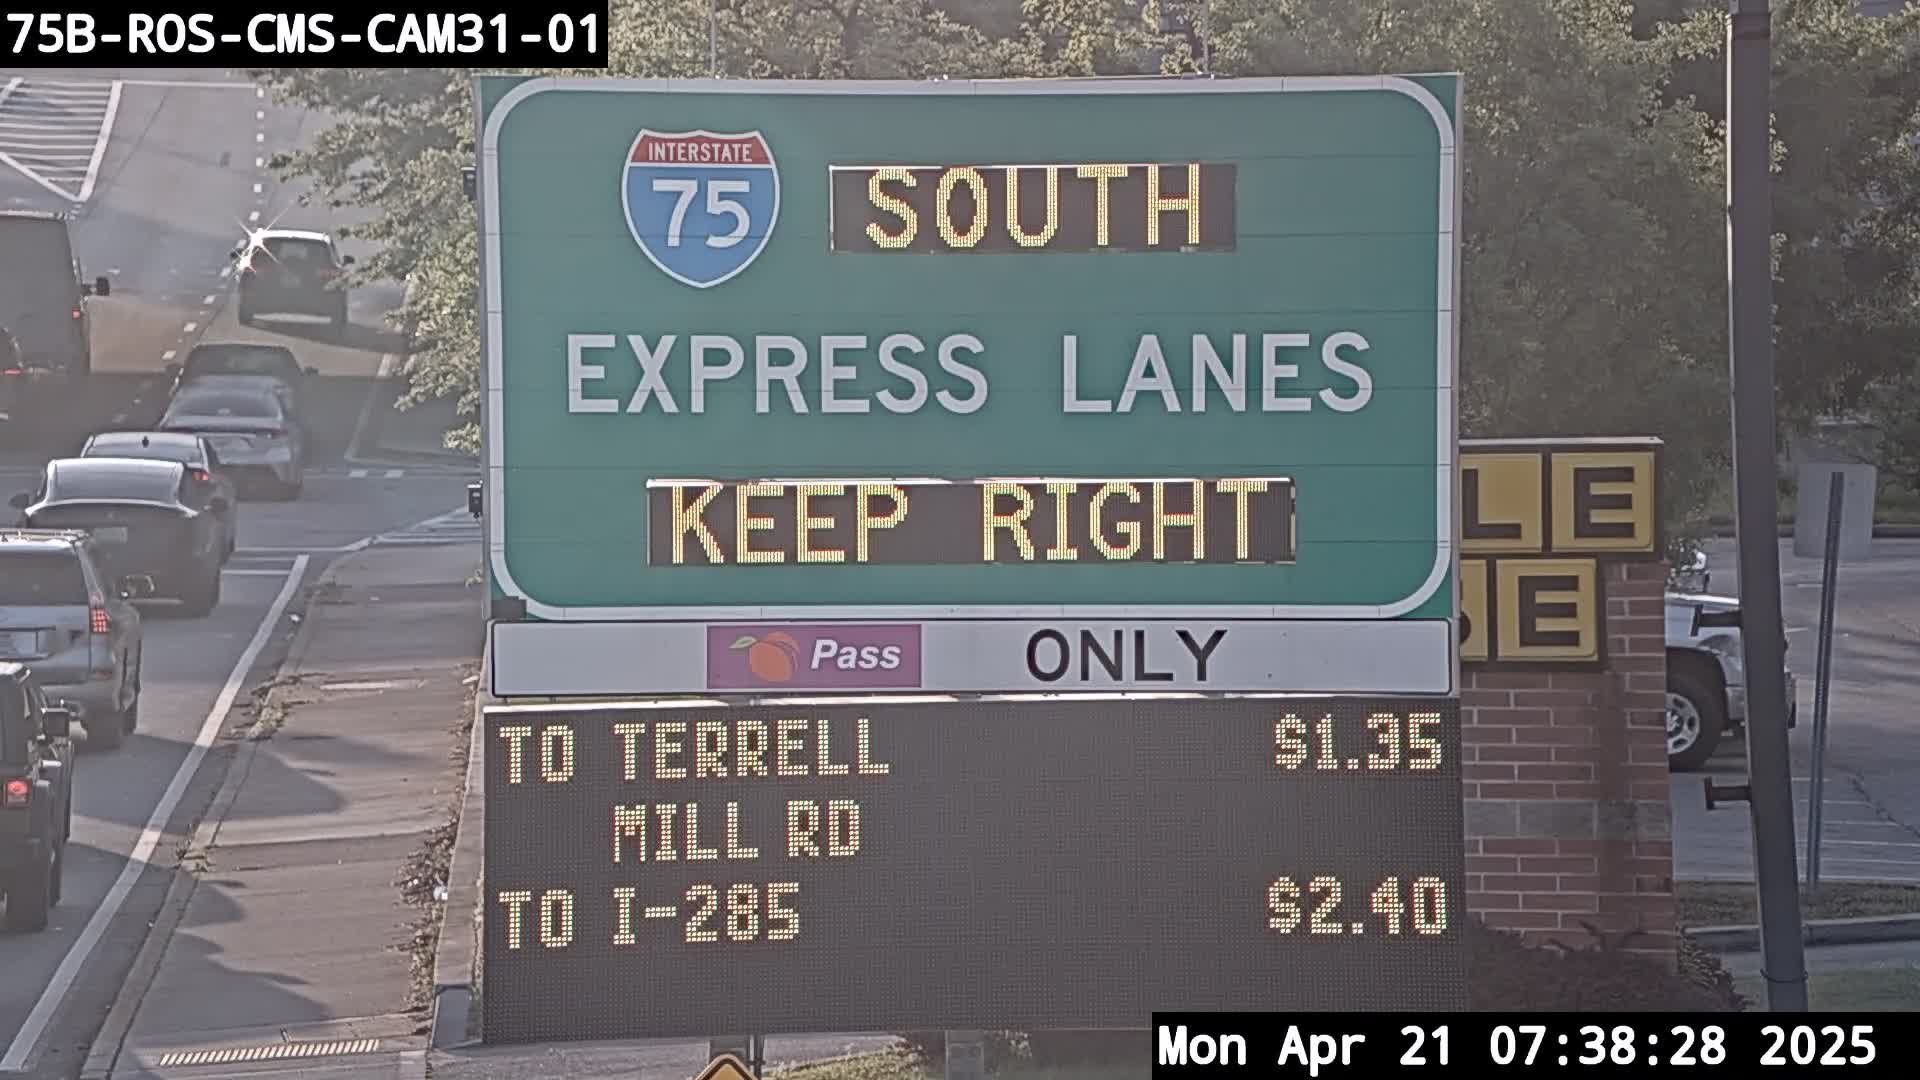 75B-ROS-CMS-CAM31-01
INTERSTATE
75
SOUTH
EXPRESS LANES
KEEP RIGHT
Pass ONLY
TO TERRELL $1.35
MILL RD
TO I-285 $2.40
LE
E
Mon Apr 21 07:38:28 2025